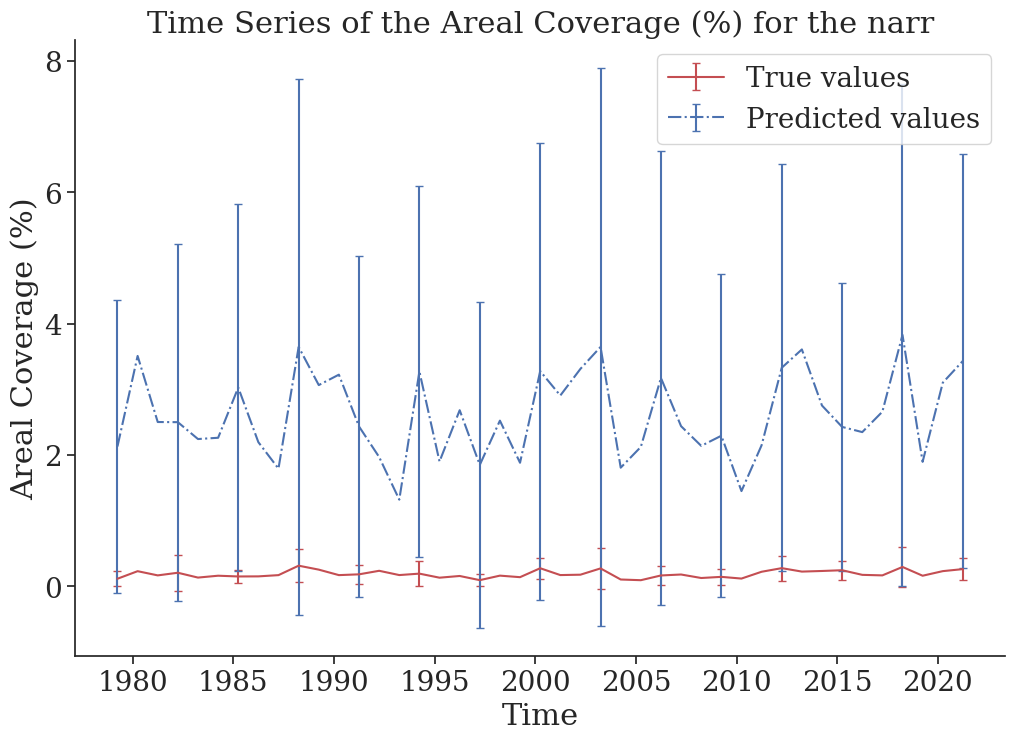 Time Series of the Areal Coverage (%) for the narr
True values
Predicted values
Areal Coverage (%)
8
6
4
2
0
1980 1985 1990 1995 2000 2005 2010 2015 2020
Time